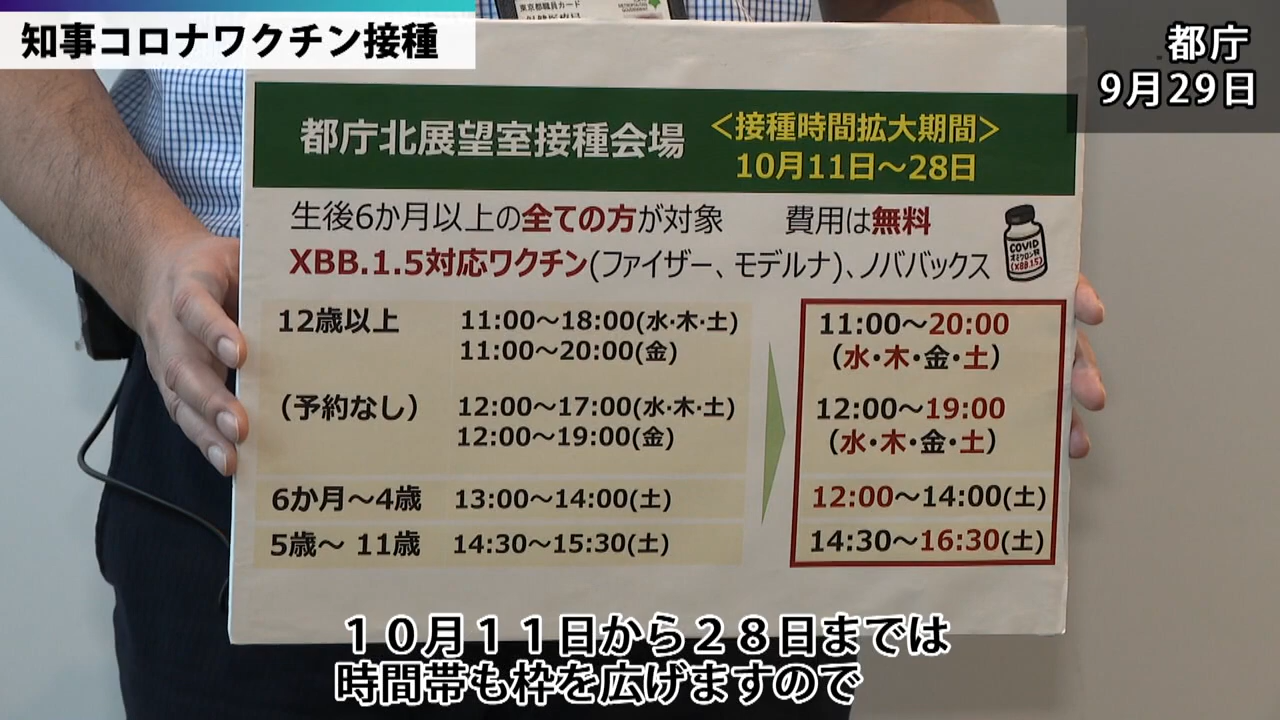 知事コロナワクチン接種
都庁
9月29日
東京都職員カード
都庁北展望室接種会場
＜接種時間拡大期間＞
10月11日～28日
生後6か月以上の全ての方が対象 費用は無料
XBB.1.5対応ワクチン(ファイザー、モデルナ)、ノババックス
COVID
オミクロン株
(XBB.1.5)
12歳以上 11:00～18:00(水・木・土) 11:00～20:00
11:00～20:00(金) (水・木・金・土)
(予約なし) 12:00～17:00(水・木・土) 12:00～19:00
12:00～19:00(金) (水・木・金・土)
6か月～4歳 13:00～14:00(土) 12:00～14:00(土)
5歳～ 11歳 14:30～15:30(土) 14:30～16:30(土)
１０月１１日から２８日までは
時間帯も枠を広げますので